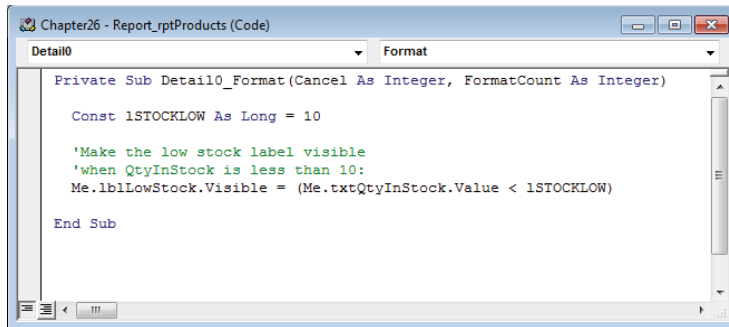 Chapter26 - Report_rptProducts (Code)
Detail0 Format
Private Sub Detail0_Format(Cancel As Integer, FormatCount As Integer)
Const lSTOCKLOW As Long = 10
'Make the low stock label visible
'when QtyInStock is less than 10:
Me.lblLowStock.Visible = (Me.txtQtyInStock.Value < lSTOCKLOW)
End Sub